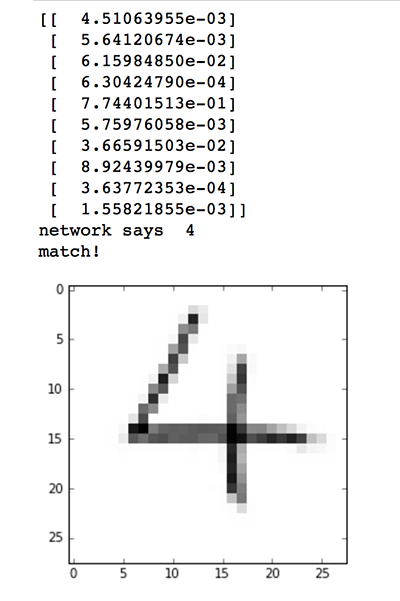 [[  4.51063955e-03]
 [  5.64120674e-03]
 [  6.15984850e-02]
 [  6.30424790e-04]
 [  7.74401513e-01]
 [  5.75976058e-03]
 [  3.66591503e-02]
 [  8.92439979e-03]
 [  3.63772353e-04]
 [  1.55821855e-03]]
network says  4
match!
0
5
10
15
20
25
0 5 10 15 20 25
4